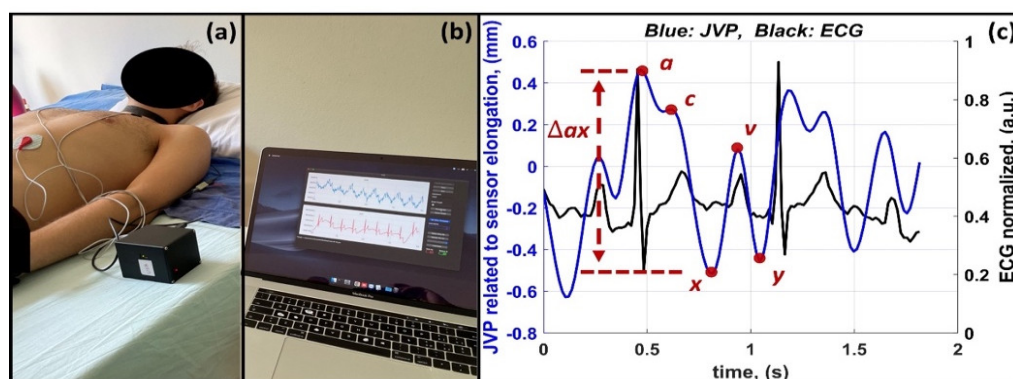 (a)
(b)
Blue: JVP, Black: ECG
(c)
JVP related to sensor elongation, (mm)
0.6
0.4
0.2
0
-0.2
-0.4
-0.6
-0.8
a
c
Δax
v
x
y
1
0.8
0.6
0.4
0.2
0
ECG normalized, (a.u.)
0
0.5
1
1.5
2
time, (s)
MacBook Pro